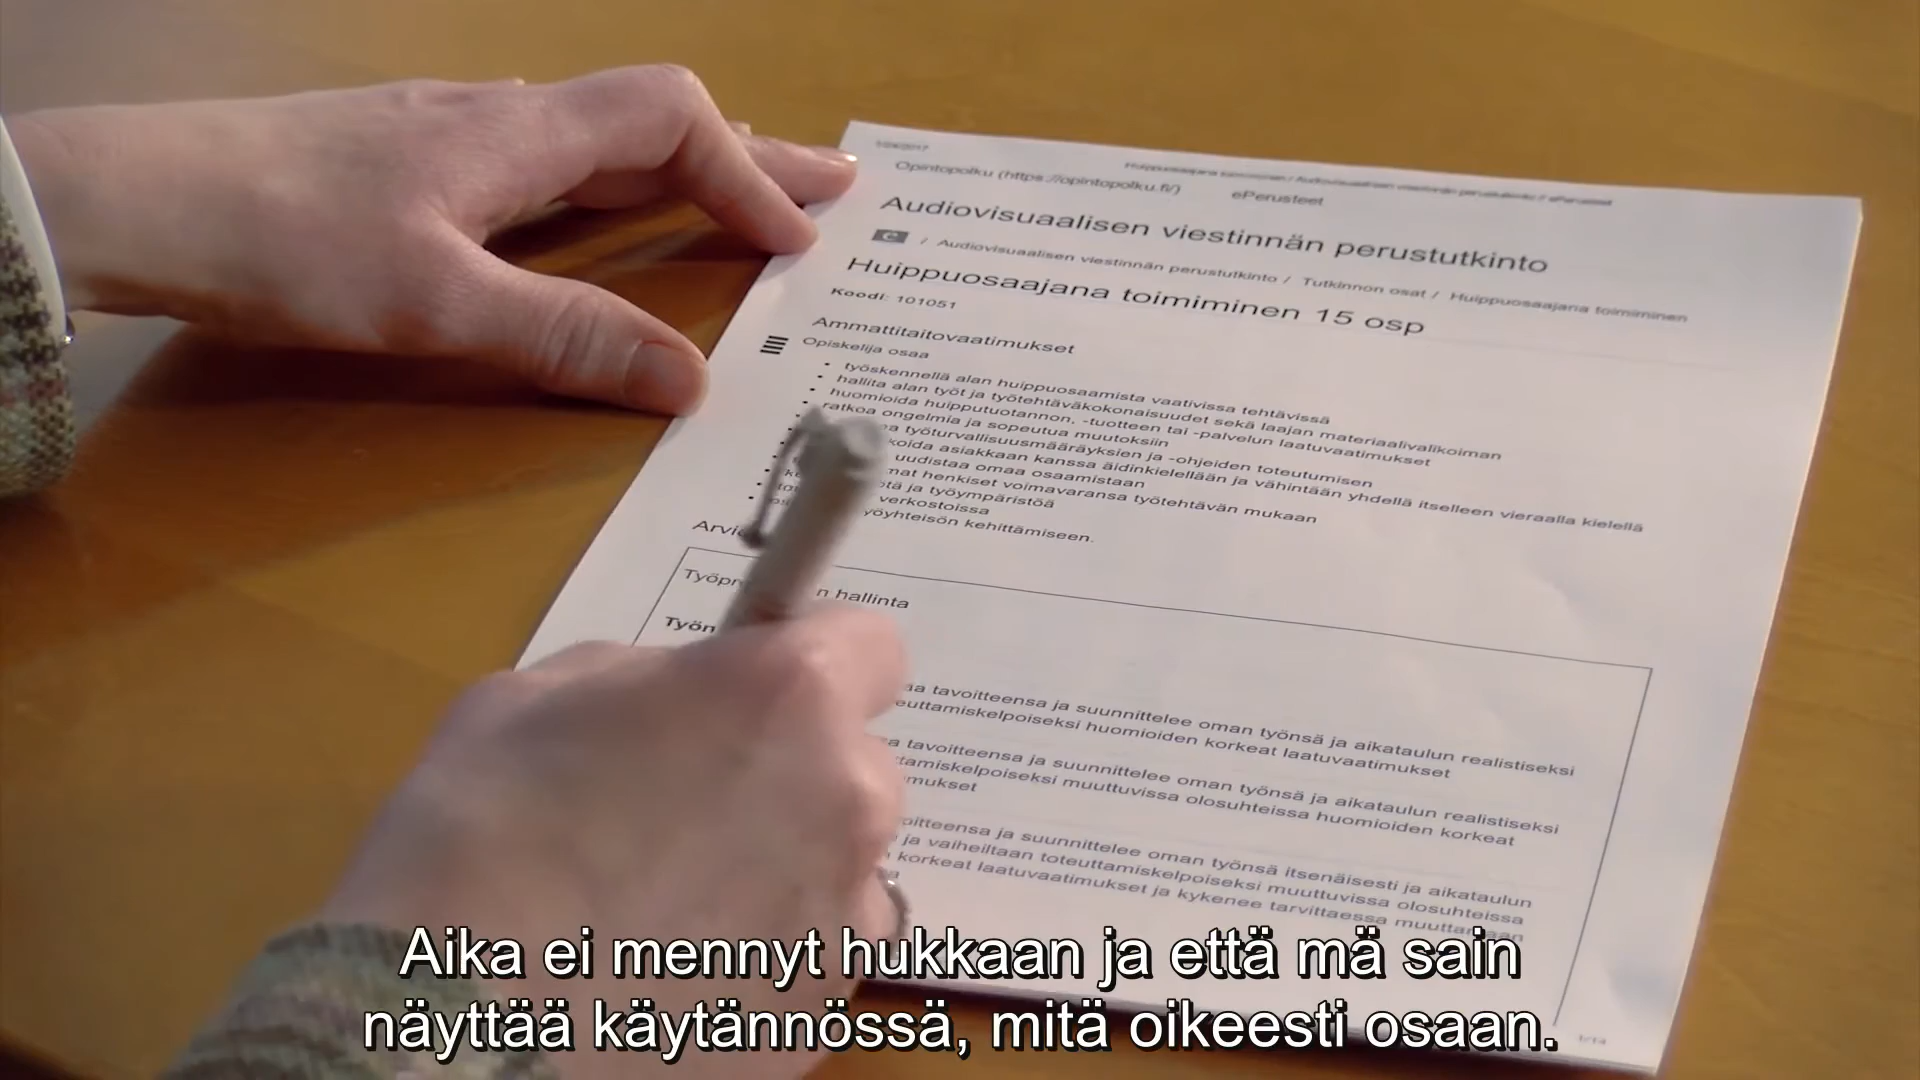 Opintopolku (https://opintopolku.fi/) ePerusteet
Audiovisuaalisen viestinnän perustutkinto
/ Audiovisuaalisen viestinnän perustutkinto / Tutkinnon osat / Huippuosaajana toimiminen
Huippuosaajana toimiminen 15 osp
Koodi: 101051
Ammattitaitovaatimukset
Opiskelija osaa
• työskennellä alan huippuosaamista vaativissa tehtävissä
• hallita alan työt ja työtehtäväkokonaisuudet sekä laajan materiaalivalikoiman
• huomioida huipputuotannon, -tuotteen tai -palvelun laatuvaatimukset
• ratkoa ongelmia ja sopeutua muutoksiin
työturvallisuusmääräyksien ja -ohjeiden toteutumisen
asiakkaan kanssa äidinkielellään ja vähintään yhdellä itselleen vieraalla kielellä
uudistaa omaa osaamistaan
henkiset voimavaransa työtehtävän mukaan
ja työympäristöä
verkostoissa
kehittämiseen.
hallinta
tavoitteensa ja suunnittelee oman työnsä ja aikataulun realistiseksi
huomioiden korkeat laatuvaatimukset
tavoitteensa ja suunnittelee oman työnsä ja aikataulun realistiseksi
muuttuvissa olosuhteissa huomioiden korkeat
ja suunnittelee oman työnsä itsenäisesti ja aikataulun
ja vaiheiltaan toteuttamiskelpoiseksi muuttuvissa olosuhteissa
korkeat laatuvaatimukset ja kykenee tarvittaessa muuttamaan
1/14
Aika ei mennyt hukkaan ja että mä sain
näyttää käytännössä, mitä oikeesti osaan.